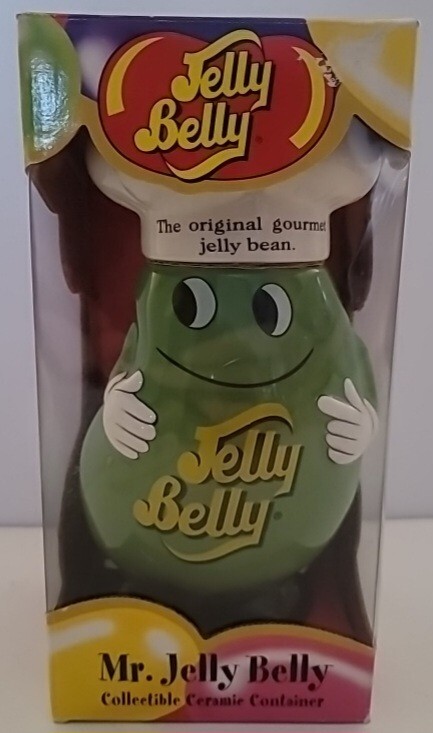 Jelly
Belly
The original gourmet
jelly bean.
Jelly
Belly
Mr. Jelly Belly
Collectible Ceramic Container